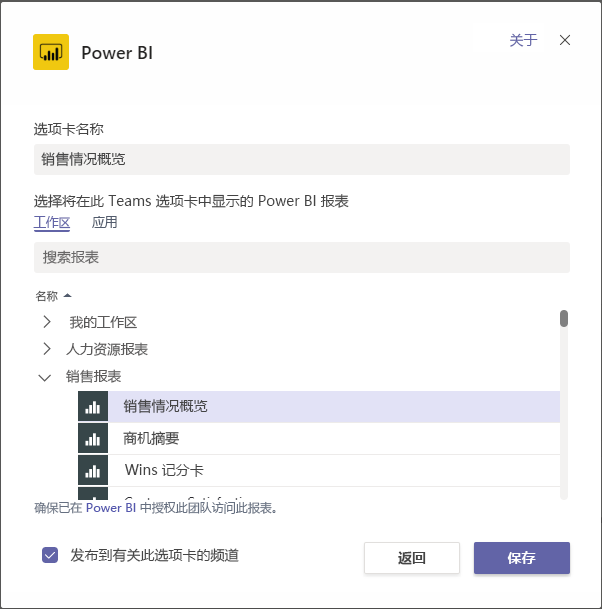 Power BI
关于
选项卡名称
销售情况概览
选择将在此 Teams 选项卡中显示的 Power BI 报表
工作区 应用
搜索报表
名称
我的工作区
人力资源报表
销售报表
销售情况概览
商机摘要
Wins 记分卡
确保已在 Power BI 中授权此团队访问此报表。
发布到有关此选项卡的频道
返回 保存